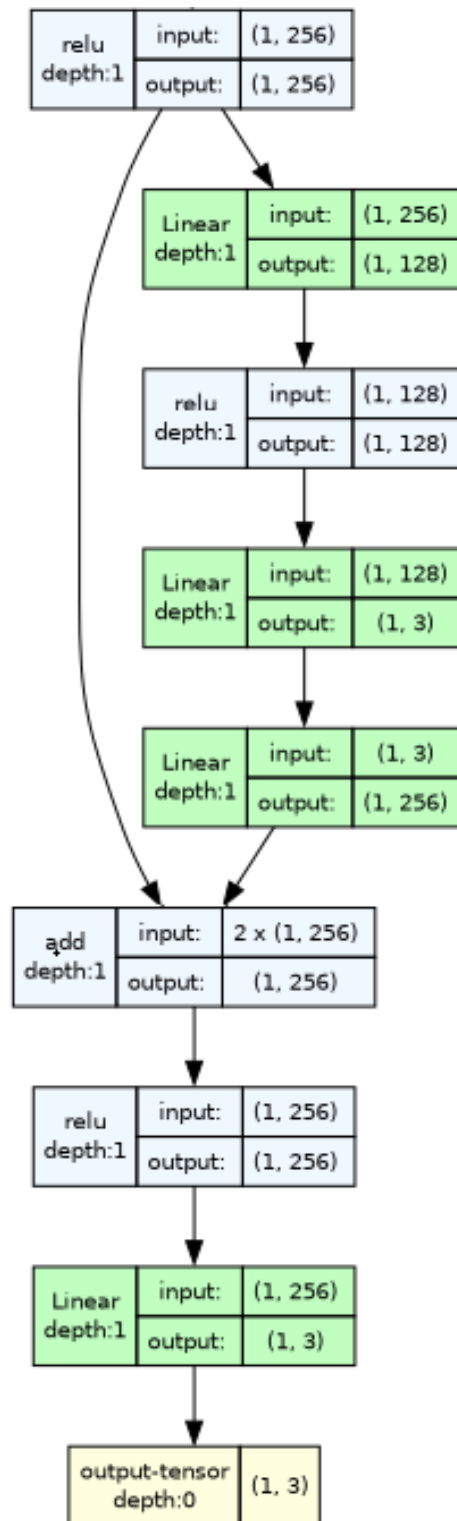 relu
depth:1
input: (1, 256)
output: (1, 256)
Linear
depth:1
input: (1, 256)
output: (1, 128)
relu
depth:1
input: (1, 128)
output: (1, 128)
Linear
depth:1
input: (1, 128)
output: (1, 3)
Linear
depth:1
input: (1, 3)
output: (1, 256)
add
depth:1
input: 2 x (1, 256)
output: (1, 256)
relu
depth:1
input: (1, 256)
output: (1, 256)
Linear
depth:1
input: (1, 256)
output: (1, 3)
output-tensor
depth:0
(1, 3)